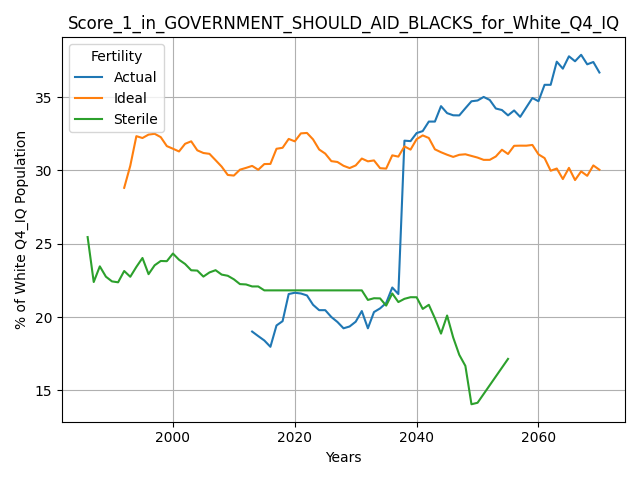 Score_1_in_GOVERNMENT_SHOULD_AID_BLACKS_for_White_Q4_IQ
Fertility
Actual
Ideal
Sterile
% of White Q4_IQ Population
35
30
25
20
15
2000
2020
2040
2060
Years